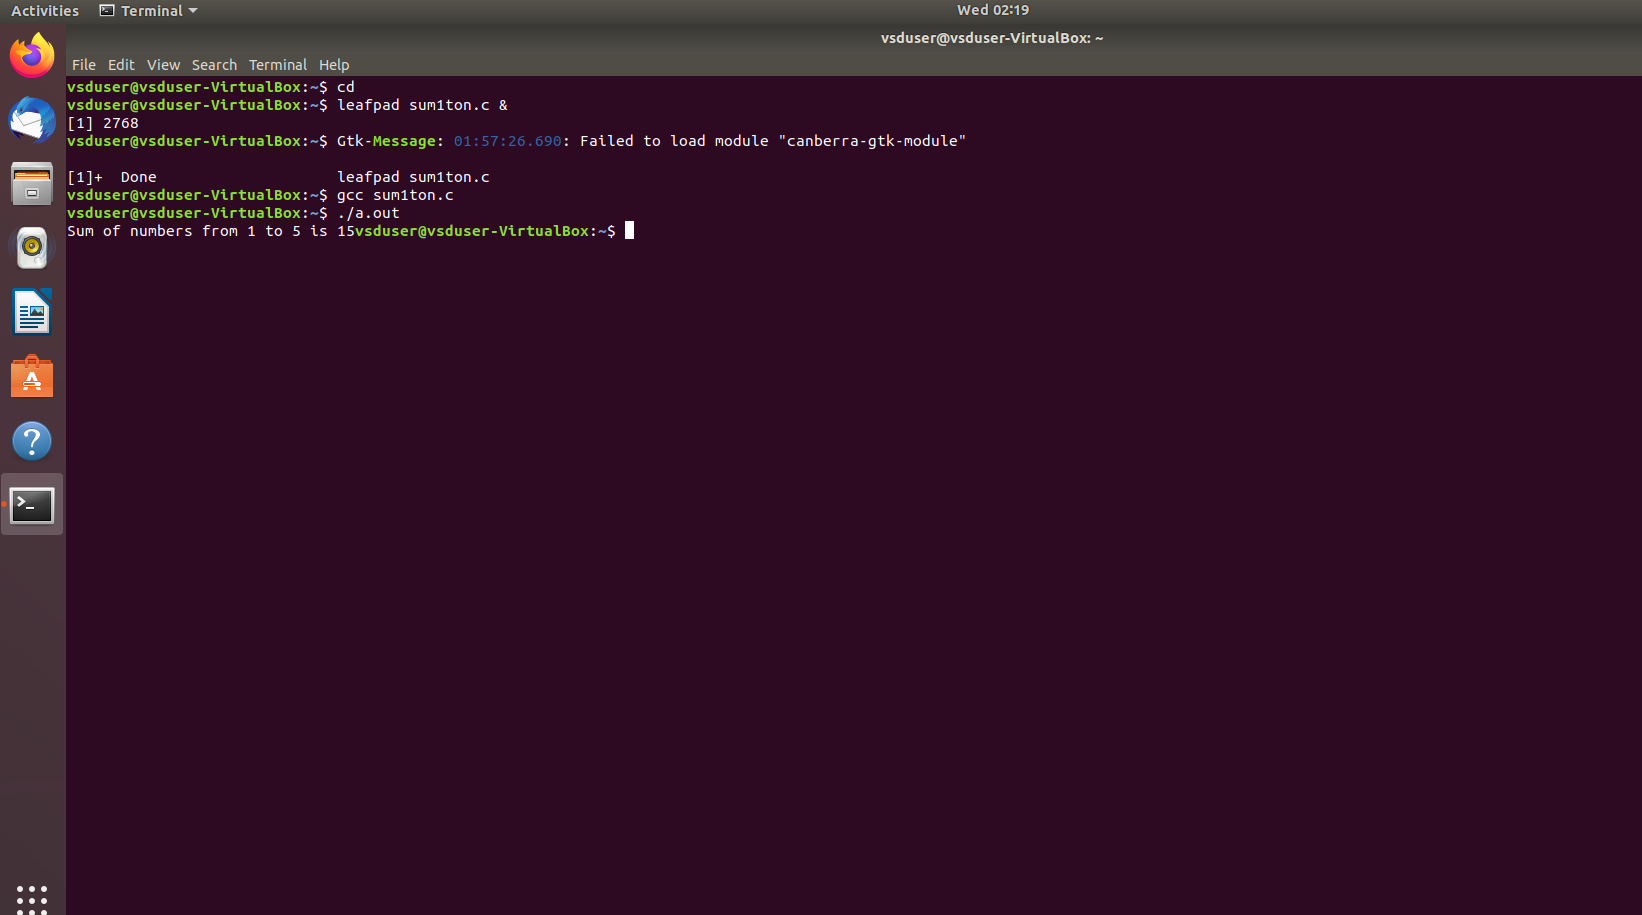 Activities Terminal Wed 02:19
vsduser@vsduser-VirtualBox: ~
File Edit View Search Terminal Help
vsduser@vsduser-VirtualBox:~$ cd
vsduser@vsduser-VirtualBox:~$ leafpad sum1ton.c &
[1] 2768
vsduser@vsduser-VirtualBox:~$ Gtk-Message: 01:57:26.690: Failed to load module "canberra-gtk-module"
[1]+  Done                    leafpad sum1ton.c
vsduser@vsduser-VirtualBox:~$ gcc sum1ton.c
vsduser@vsduser-VirtualBox:~$ ./a.out
Sum of numbers from 1 to 5 is 15vsduser@vsduser-VirtualBox:~$